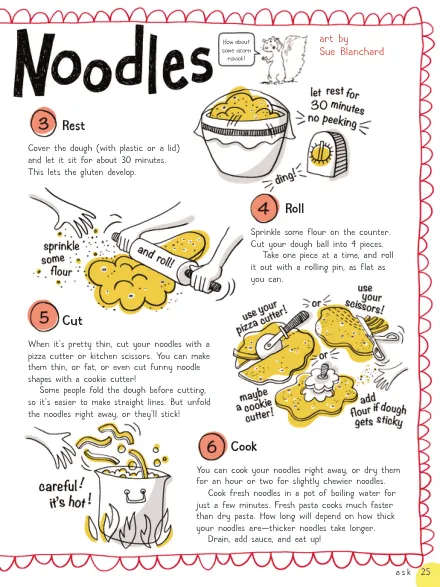 Noodles
How about
some acorn
ravioli!
art by
Sue Blanchard
3 Rest
Cover the dough (with plastic or a lid)
and let it sit for about 30 minutes.
This lets the gluten develop.
let rest for
30 minutes
no peeking
ding!
4 Roll
Sprinkle some flour on the counter.
Cut your dough ball into 4 pieces.
Take one piece at a time, and roll
it out with a rolling pin, as flat as
you can.
sprinkle
some
flour
and roll!
5 Cut
When it's pretty thin, cut your noodles with a
pizza cutter or kitchen scissors. You can make
them thin, or fat, or even cut funny noodle
shapes with a cookie cutter!
Some people fold the dough before cutting,
so it's easier to make straight lines. But unfold
the noodles right away, or they'll stick!
use your
pizza cutter!
or
use
your
scissors!
or
maybe
a cookie
cutter!
add
flour if dough
gets sticky
careful!
it's hot!
6 Cook
You can cook your noodles right away, or dry them
for an hour or two for slightly chewier noodles.
Cook fresh noodles in a pot of boiling water for
just a few minutes. Fresh pasta cooks much faster
than dry pasta. How long will depend on how thick
your noodles are—thicker noodles take longer.
Drain, add sauce, and eat up!
ask 25